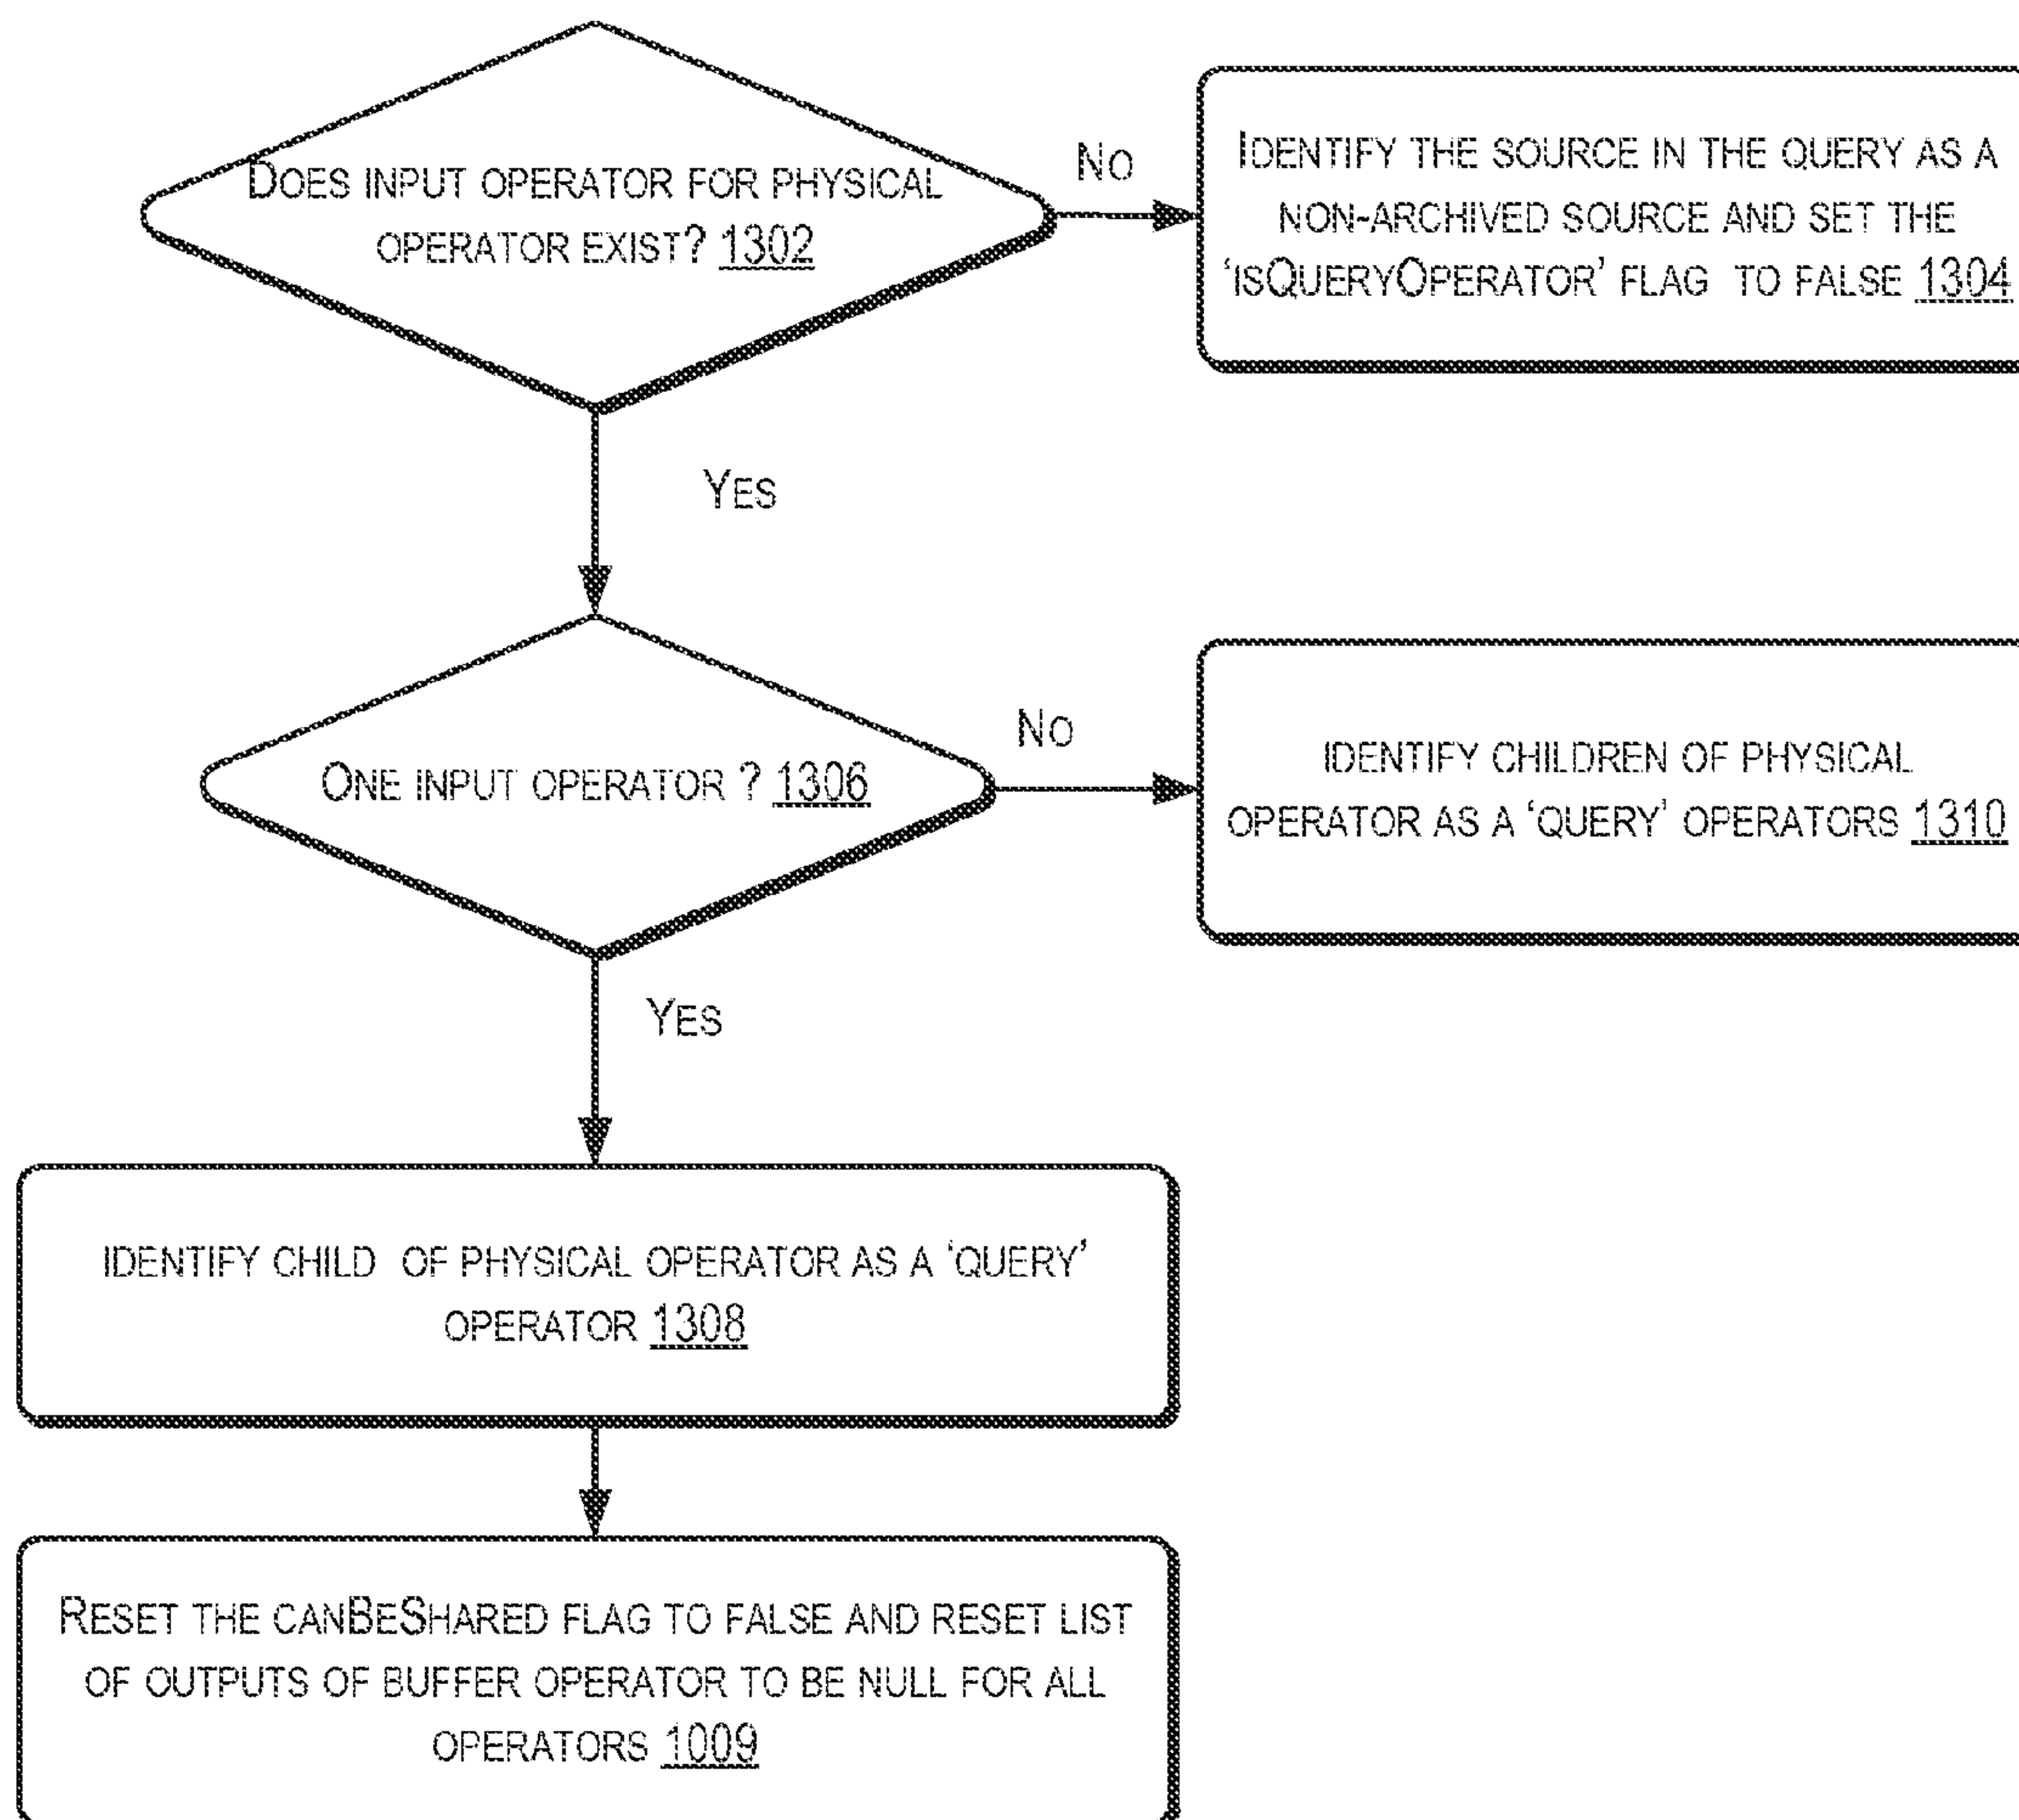 DOES INPUT OPERATOR FOR PHYSICAL
OPERATOR EXIST? 1302
NO
IDENTIFY THE SOURCE IN THE QUERY AS A
NON-ARCHIVED SOURCE AND SET THE
‘ISQUERYOPERATOR’ FLAG TO FALSE 1304
YES
ONE INPUT OPERATOR ? 1306
NO
IDENTIFY CHILDREN OF PHYSICAL
OPERATOR AS A ‘QUERY’ OPERATORS 1310
YES
IDENTIFY CHILD OF PHYSICAL OPERATOR AS A ‘QUERY’
OPERATOR 1308
RESET THE CANBESHARED FLAG TO FALSE AND RESET LIST
OF OUTPUTS OF BUFFER OPERATOR TO BE NULL FOR ALL
OPERATORS 1009